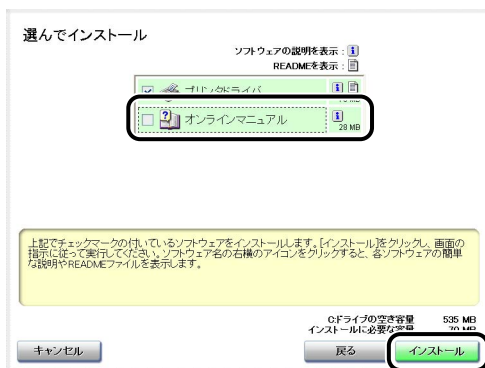 選んでインストール
ソフトウェアの説明を表示:
READMEを表示:
プリンタドライバ
オンラインマニュアル
28 MB
上記でチェックマークの付いているソフトウェアをインストールします。[インストール]をクリックし、画面の
指示に従って実行してください。ソフトウェア名の右横のアイコンをクリックすると、各ソフトウェアの簡単
な説明やREADMEファイルを表示します。
C:ドライブの空き容量 535 MB
インストールに必要な容量 70 MB
キャンセル 戻る インストール